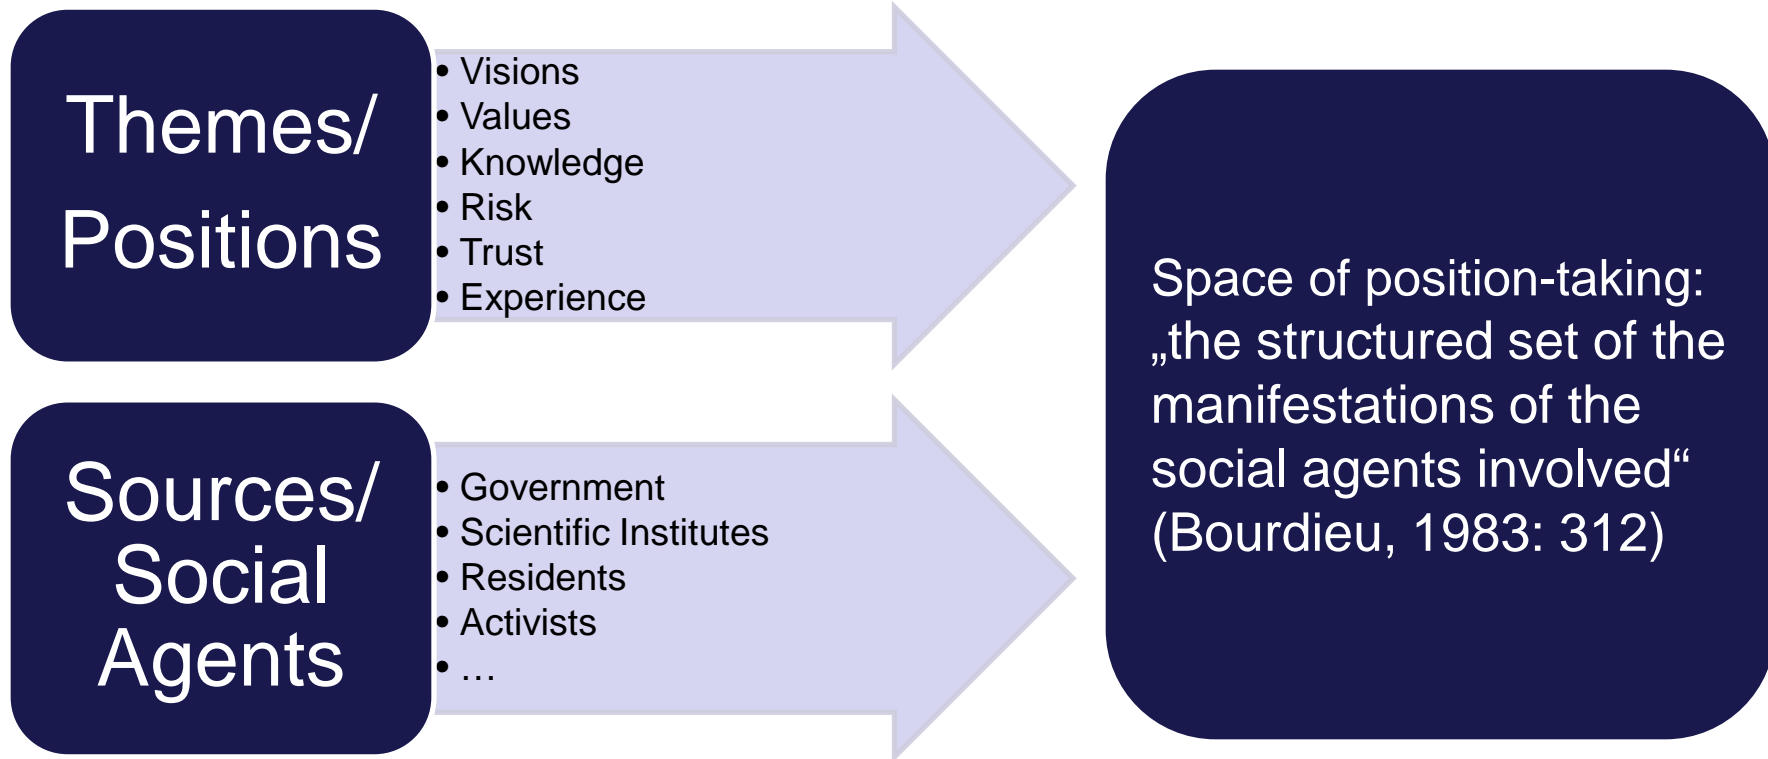 Themes/
Positions
• Visions
• Values
• Knowledge
• Risk
• Trust
• Experience
Sources/
Social
Agents
• Government
• Scientific Institutes
• Residents
• Activists
• …
Space of position-taking:
„the structured set of the
manifestations of the
social agents involved“
(Bourdieu, 1983: 312)